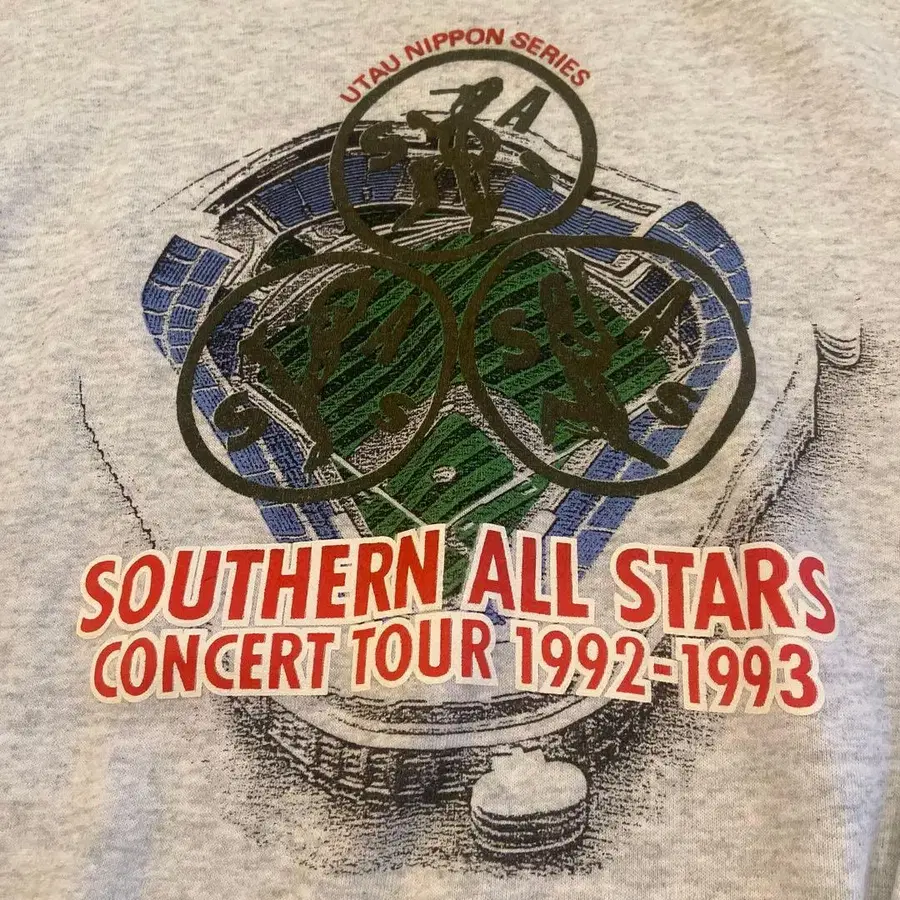 UTAU NIPPON SERIES
S A S
S A S
S A S
SOUTHERN ALL STARS
CONCERT TOUR 1992-1993